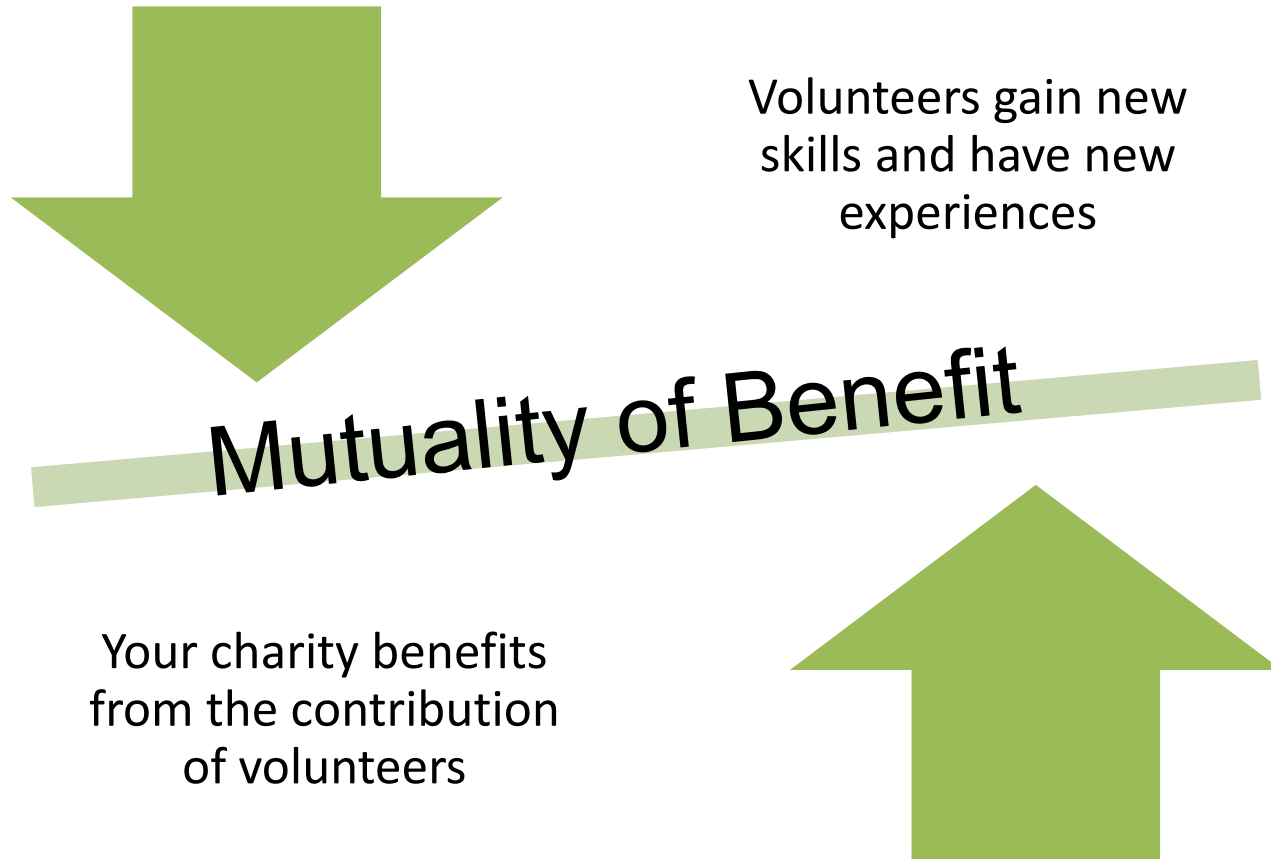 Volunteers gain new
skills and have new
experiences
Mutuality of Benefit
Your charity benefits
from the contribution
of volunteers